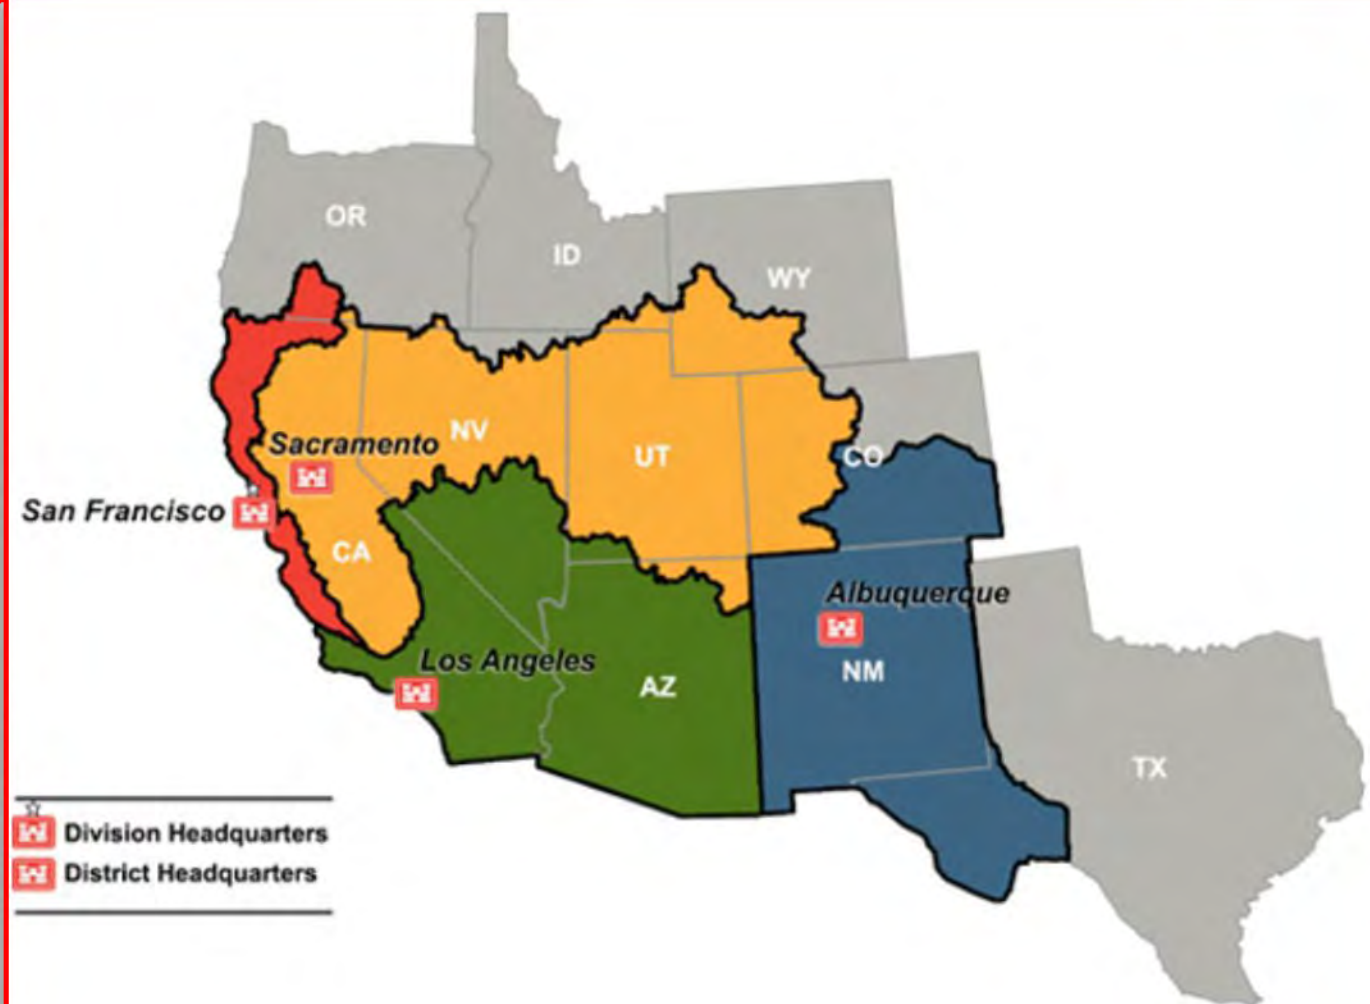 OR
ID
WY
Sacramento
NV
UT
CO
San Francisco
CA
Albuquerque
Los Angeles
AZ
NM
TX
Division Headquarters
District Headquarters